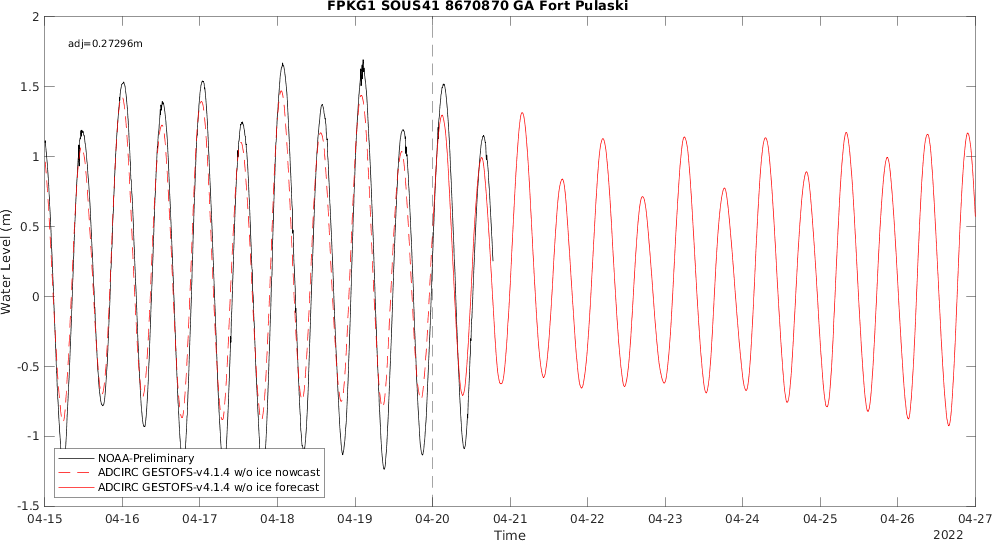 FPKG1 SOUS41 8670870 GA Fort Pulaski
adj=0.27296m
Water Level (m)
2
1.5
1
0.5
0
-0.5
-1
-1.5
NOAA-Preliminary
ADCIRC GESTOFS-v4.1.4 w/o ice nowcast
ADCIRC GESTOFS-v4.1.4 w/o ice forecast
04-15 04-16 04-17 04-18 04-19 04-20 04-21 04-22 04-23 04-24 04-25 04-26 04-27
Time
2022